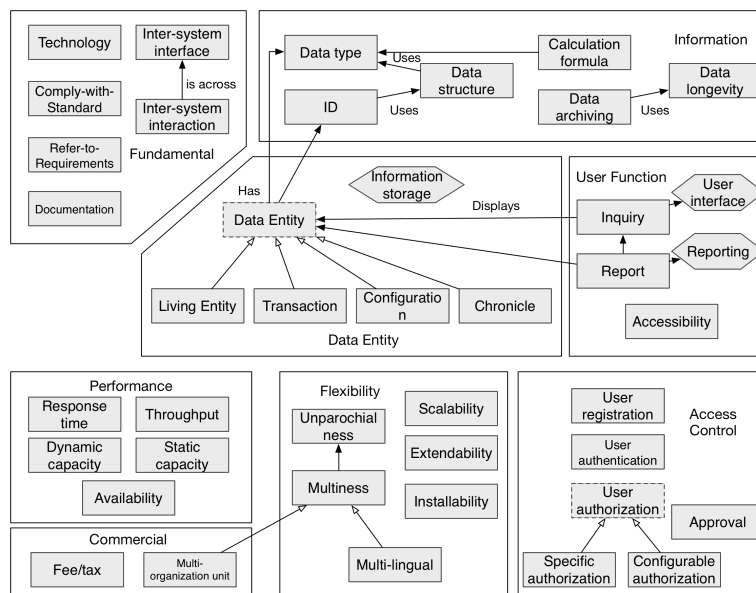 Technology
Inter-system
interface
is across
Comply-with-
Standard
Inter-system
interaction
Refer-to-
Requirements
Fundamental
Documentation
Data type
Calculation
formula
Information
Uses
Data
structure
Data
longevity
ID
Uses
Data
archiving
Uses
Has
Information
storage
Data Entity
Displays
Living Entity
Transaction
Configuratio
n
Chronicle
Data Entity
User Function
User
interface
Inquiry
Reporting
Report
Accessibility
Performance
Response
time
Throughput
Dynamic
capacity
Static
capacity
Availability
Commercial
Fee/tax
Multi-
organization unit
Flexibility
Unparochial
ness
Scalability
Extendability
Multiness
Installability
Multi-lingual
User
registration
Access
Control
User
authentication
User
authorization
Approval
Specific
authorization
Configurable
authorization